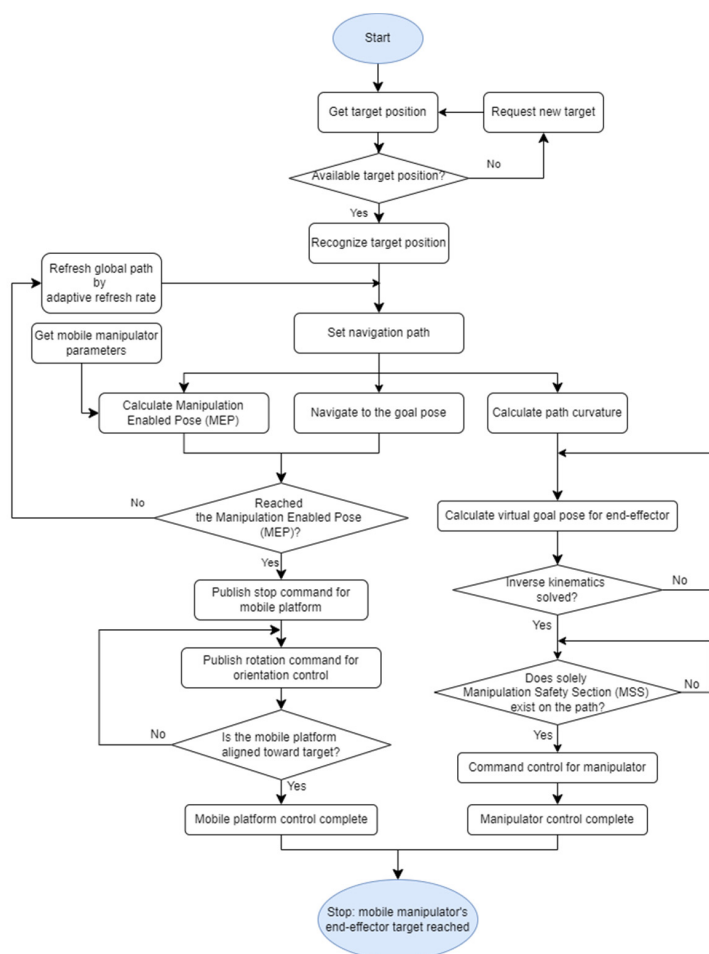 Start
Get target position
Request new target
Available target position?
No
Yes
Recognize target position
Refresh global path
by
adaptive refresh rate
Set navigation path
Get mobile manipulator
parameters
Calculate Manipulation
Enabled Pose (MEP)
Navigate to the goal pose
Calculate path curvature
No
Reached
the Manipulation Enabled Pose
(MEP)?
Yes
Calculate virtual goal pose for end-effector
Inverse kinematics
solved?
No
Yes
Publish stop command for
mobile platform
Publish rotation command for
orientation control
Does solely
Manipulation Safety Section (MSS)
exist on the path?
No
Yes
No
Is the mobile platform
aligned toward target?
Yes
Command control for manipulator
Mobile platform control complete
Manipulator control complete
Stop: mobile manipulator's
end-effector target reached